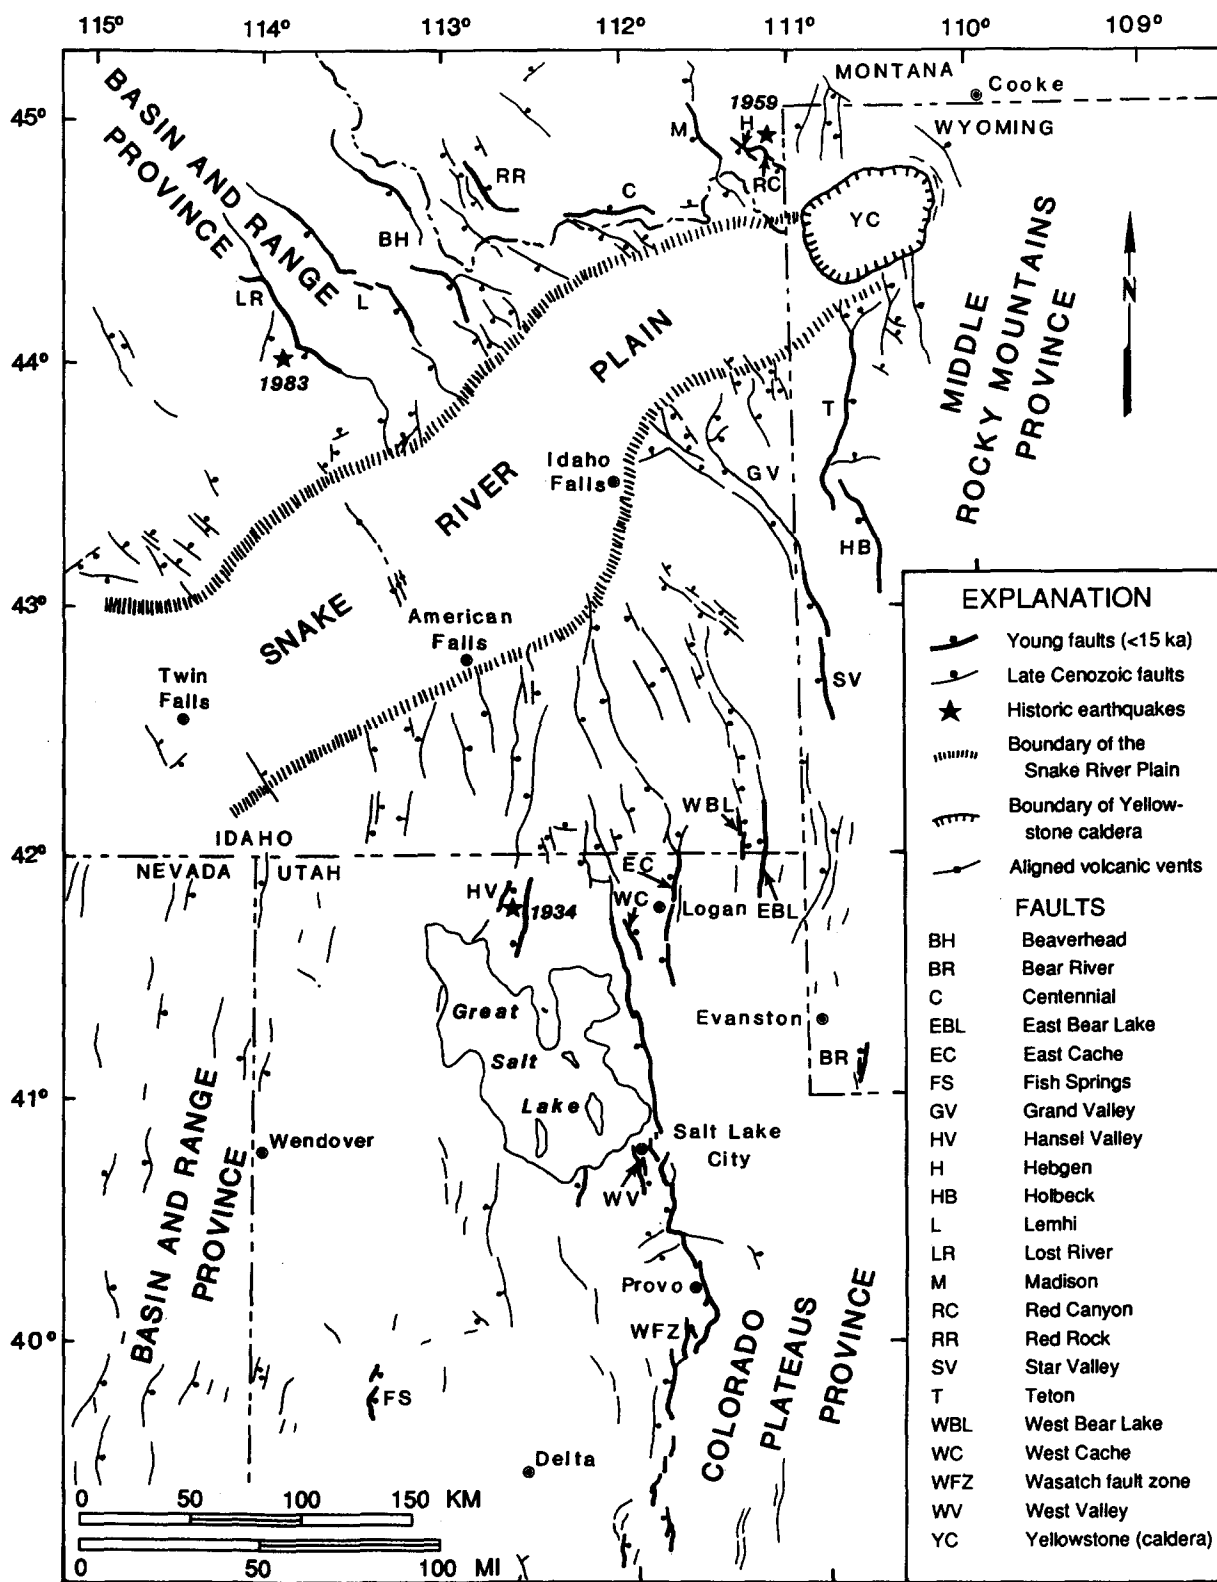 115° 114° 113° 112° 111° 110° 109°
45°
44°
43°
42°
41°
40°
BASIN AND RANGE
PROVINCE
MONTANA
Cooke
WYOMING
1959
H
M
RC
RR
C
BH
YC
LR
L
1983
N
MIDDLE
ROCKY MOUNTAINS
PROVINCE
SNAKE
RIVER
PLAIN
T
GV
HB
Idaho
Falls
American
Falls
Twin
Falls
SV
WBL
IDAHO
NEVADA
UTAH
EC
HV
WC
1934
Logan
EBL
Great
Salt
Lake
Evanston
BR
BASIN AND RANGE
PROVINCE
Wendover
Salt Lake
City
WV
Provo
WFZ
FS
COLORADO
PLATEAUS
PROVINCE
Delta
0 50 100 150 KM
0 50 100 MI
EXPLANATION
Young faults (<15 ka)
Late Cenozoic faults
Historic earthquakes
Boundary of the
Snake River Plain
Boundary of Yellow-
stone caldera
Aligned volcanic vents
FAULTS
BH Beaverhead
BR Bear River
C Centennial
EBL East Bear Lake
EC East Cache
FS Fish Springs
GV Grand Valley
HV Hansel Valley
H Hebgen
HB Holbeck
L Lemhi
LR Lost River
M Madison
RC Red Canyon
RR Red Rock
SV Star Valley
T Teton
WBL West Bear Lake
WC West Cache
WFZ Wasatch fault zone
WV West Valley
YC Yellowstone (caldera)